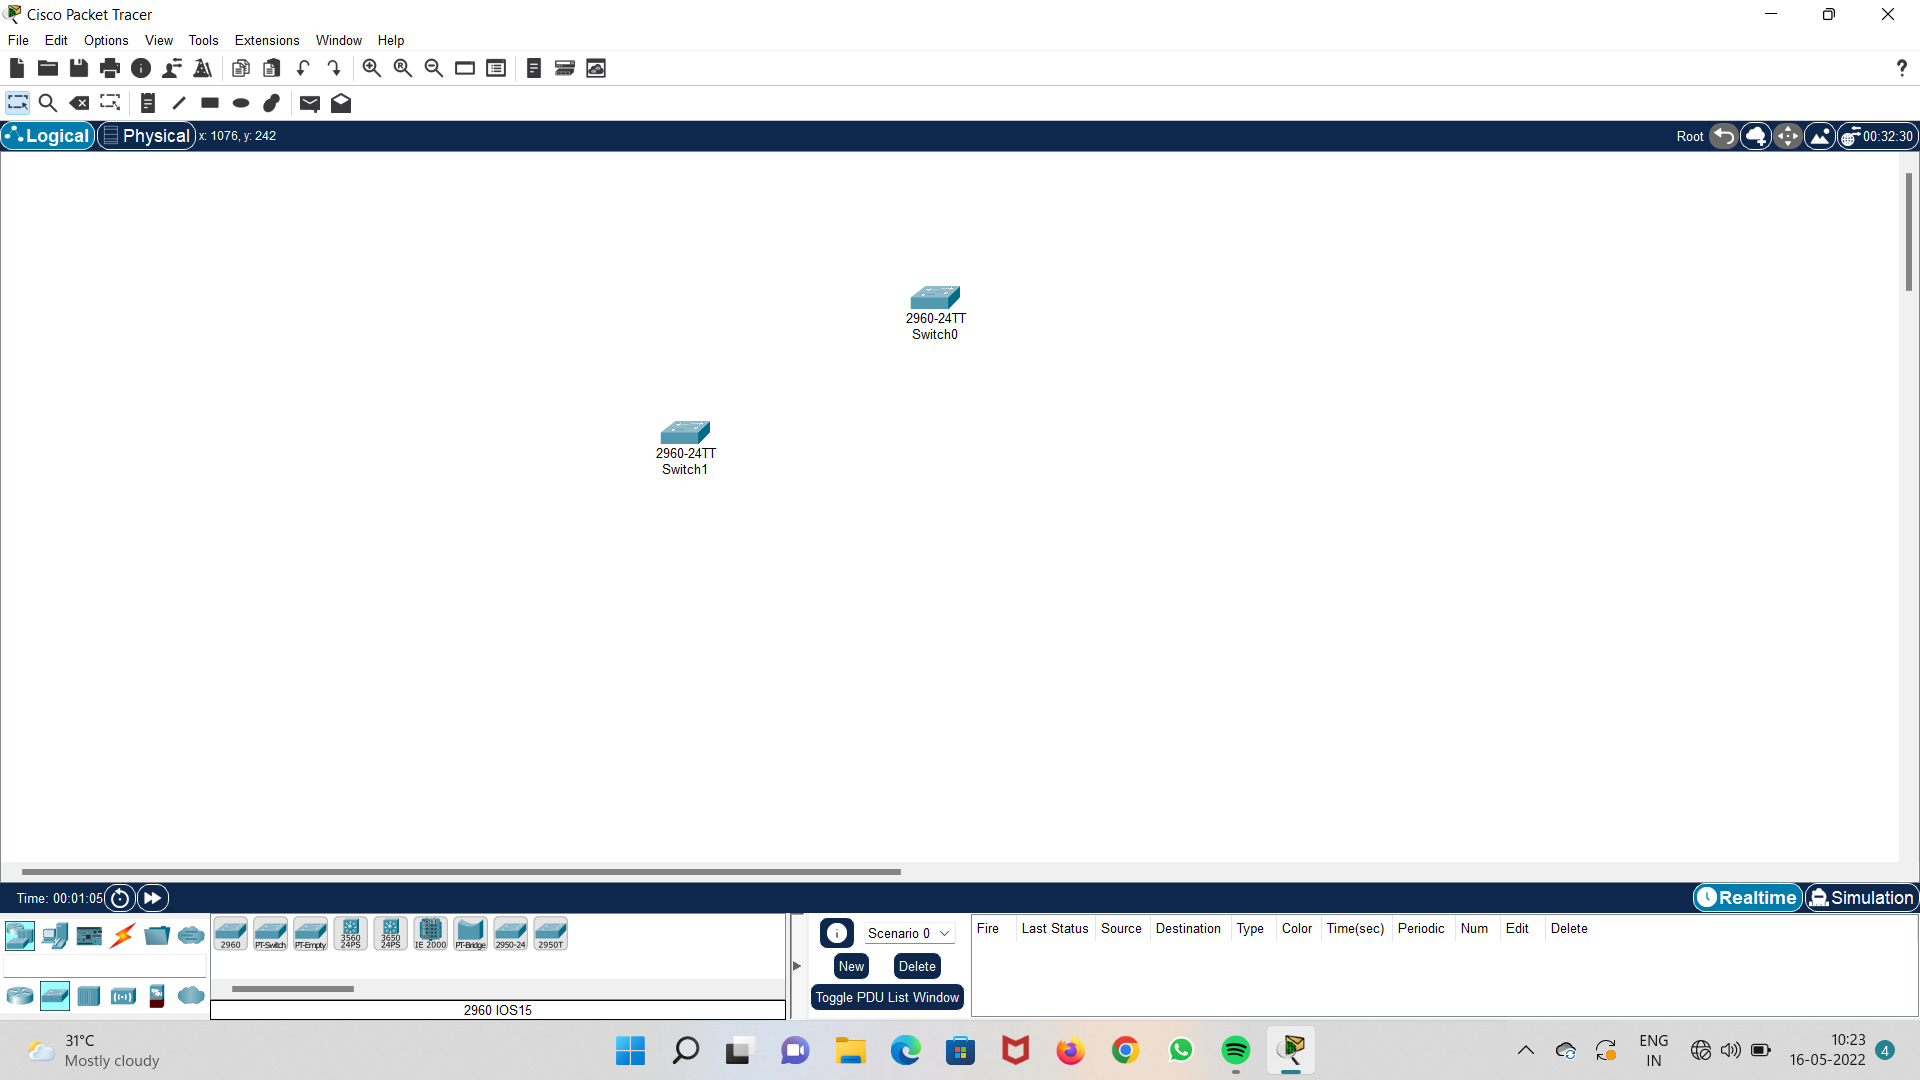 Cisco Packet Tracer
File Edit Options View Tools Extensions Window Help
?
Logical Physical x: 1076, y: 242 Root 00:32:30
2960-24TT
Switch0
2960-24TT
Switch1
Time: 00:01:05 Realtime Simulation
2960 PT-Switch PT-Empty 3560 24PS 3650 24PS IE 2000 PT-Bridge 2950-24 2950T
2960 IOS15
Scenario 0
New Delete
Toggle PDU List Window
Fire Last Status Source Destination Type Color Time(sec) Periodic Num Edit Delete
31°C
Mostly cloudy
ENG
IN
10:23
16-05-2022
4